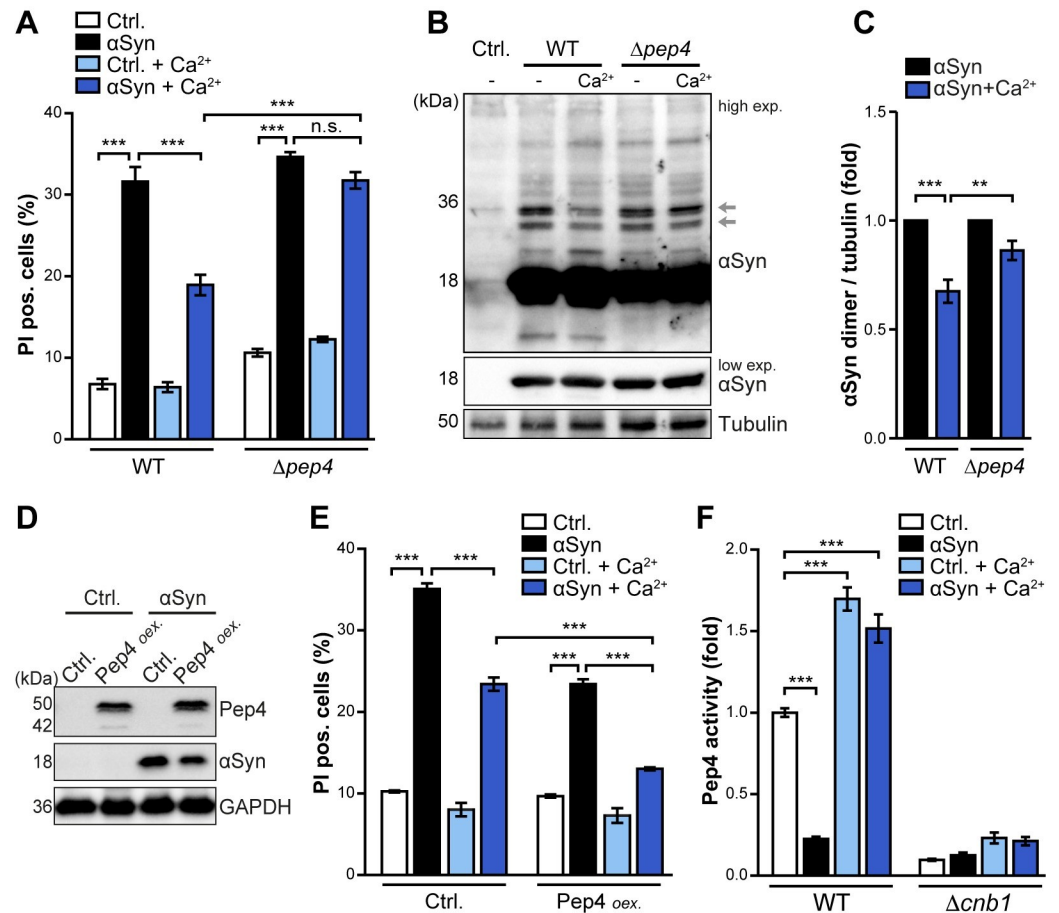 A
Ctrl.
αSyn
Ctrl. + Ca²⁺
αSyn + Ca²⁺
PI pos. cells (%)
40
30
20
10
0
***
***
***
***
n.s.
WT
Δpep4
B
Ctrl.
WT
Δpep4
-
-
Ca²⁺
-
Ca²⁺
(kDa)
high exp.
36
αSyn
18
low exp.
18
αSyn
50
Tubulin
C
αSyn
αSyn+Ca²⁺
αSyn dimer / tubulin (fold)
1.5
1.0
0.5
0.0
***
**
WT
Δpep4
D
Ctrl.
αSyn
Ctrl.
Pep4 oex.
Ctrl.
Pep4 oex.
(kDa)
50
Pep4
42
18
αSyn
36
GAPDH
E
Ctrl.
αSyn
Ctrl. + Ca²⁺
αSyn + Ca²⁺
PI pos. cells (%)
40
30
20
10
0
***
***
***
***
***
Ctrl.
Pep4 oex.
F
Ctrl.
αSyn
Ctrl. + Ca²⁺
αSyn + Ca²⁺
Pep4 activity (fold)
2.0
1.5
1.0
0.5
0.0
***
***
***
WT
Δcnb1